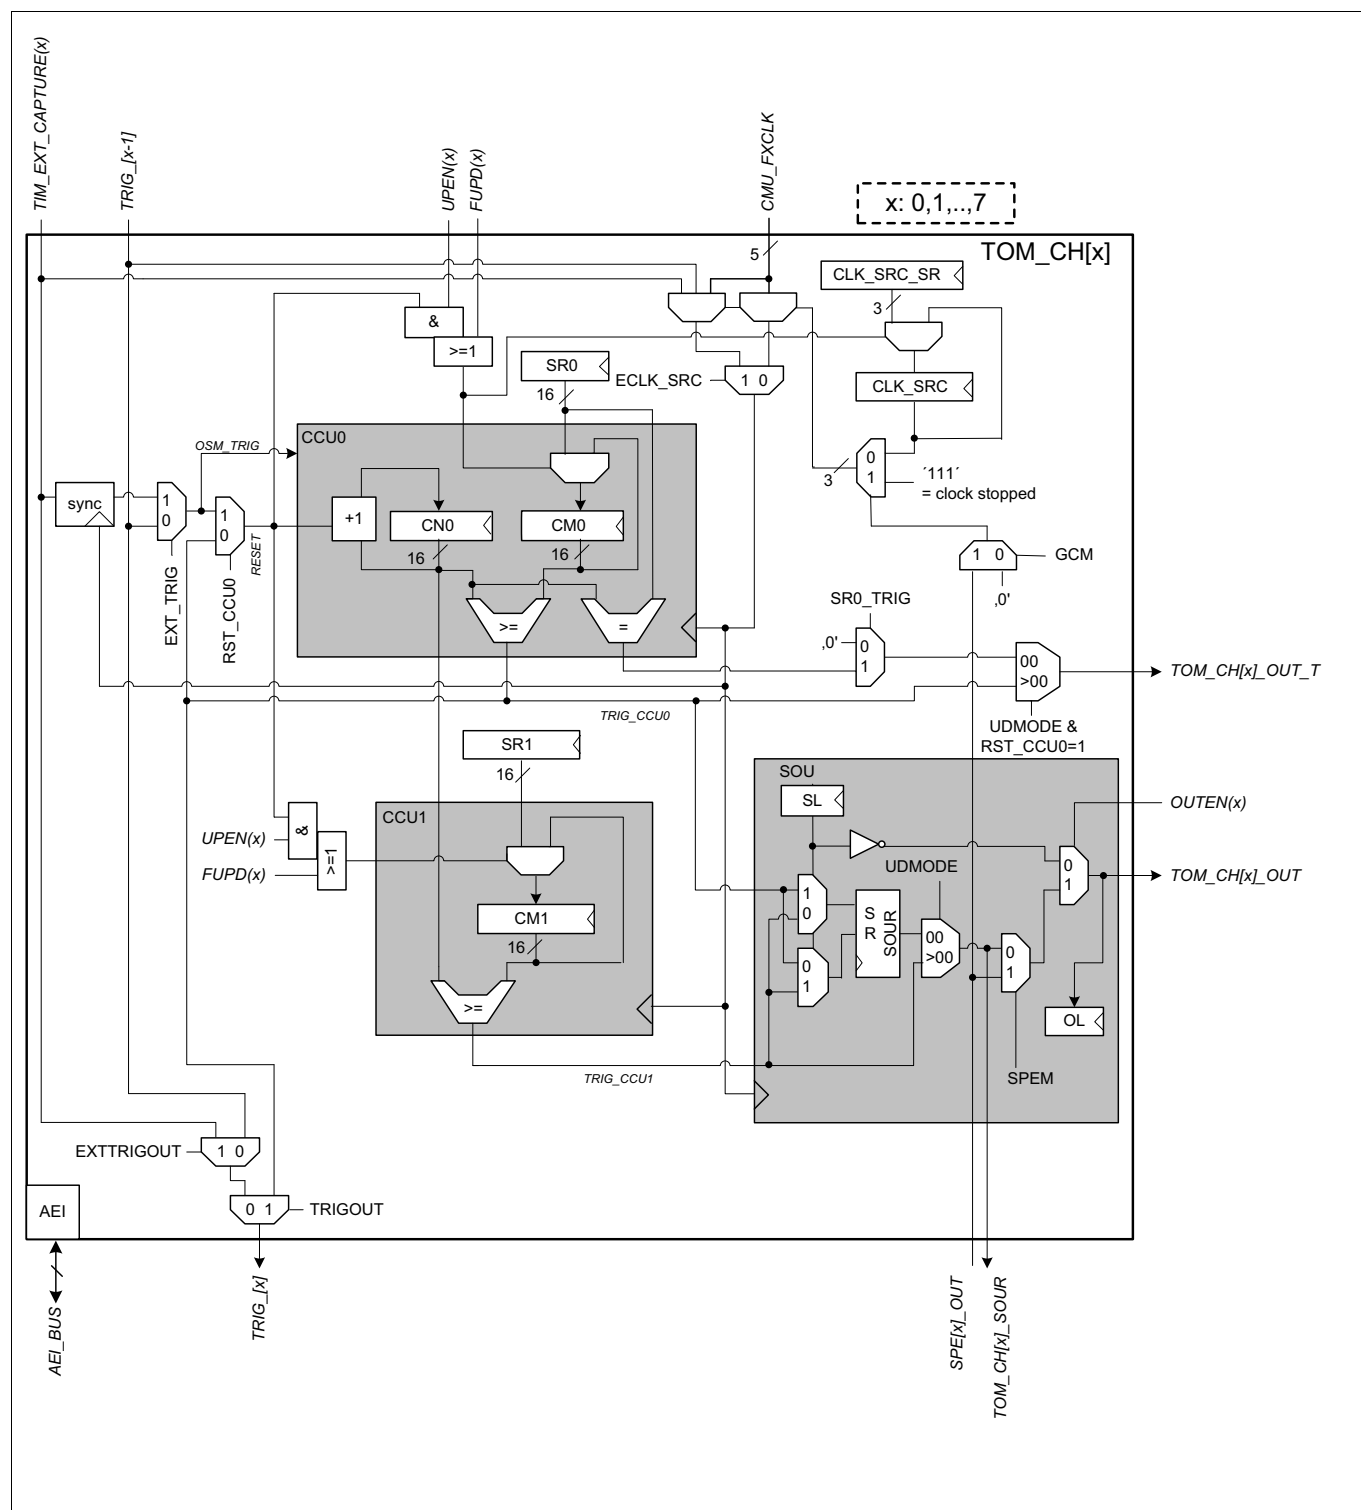 TIM_EXT_CAPTURE(x)
TRIG_[x-1]
UPEN(x)
FUPD(x)
CMU_FXCLK
x: 0,1,..,7
TOM_CH[x]
5
CLK_SRC_SR
3
&
>=1
SR0
16
ECLK_SRC
1 0
CLK_SRC
CCU0
OSM_TRIG
0
1
3
´111´
= clock stopped
sync
1
0
1
0
RESET
+1
CN0
CM0
16
16
1 0
GCM
,0'
EXT_TRIG
RST_CCU0
>=
=
SR0_TRIG
,0'
0
1
00
>00
TOM_CH[x]_OUT_T
TRIG_CCU0
UDMODE &
RST_CCU0=1
SR1
16
SOU
SL
CCU1
UPEN(x)
&
>=1
FUPD(x)
OUTEN(x)
UDMODE
0
1
TOM_CH[x]_OUT
1
0
S
R
SOUR
00
>00
CM1
16
0
1
0
1
>=
OL
TRIG_CCU1
SPEM
EXTTRIGOUT
1 0
AEI
0 1
TRIGOUT
AEI_BUS
TRIG_[x]
SPE[x]_OUT
TOM_CH[x]_SOUR